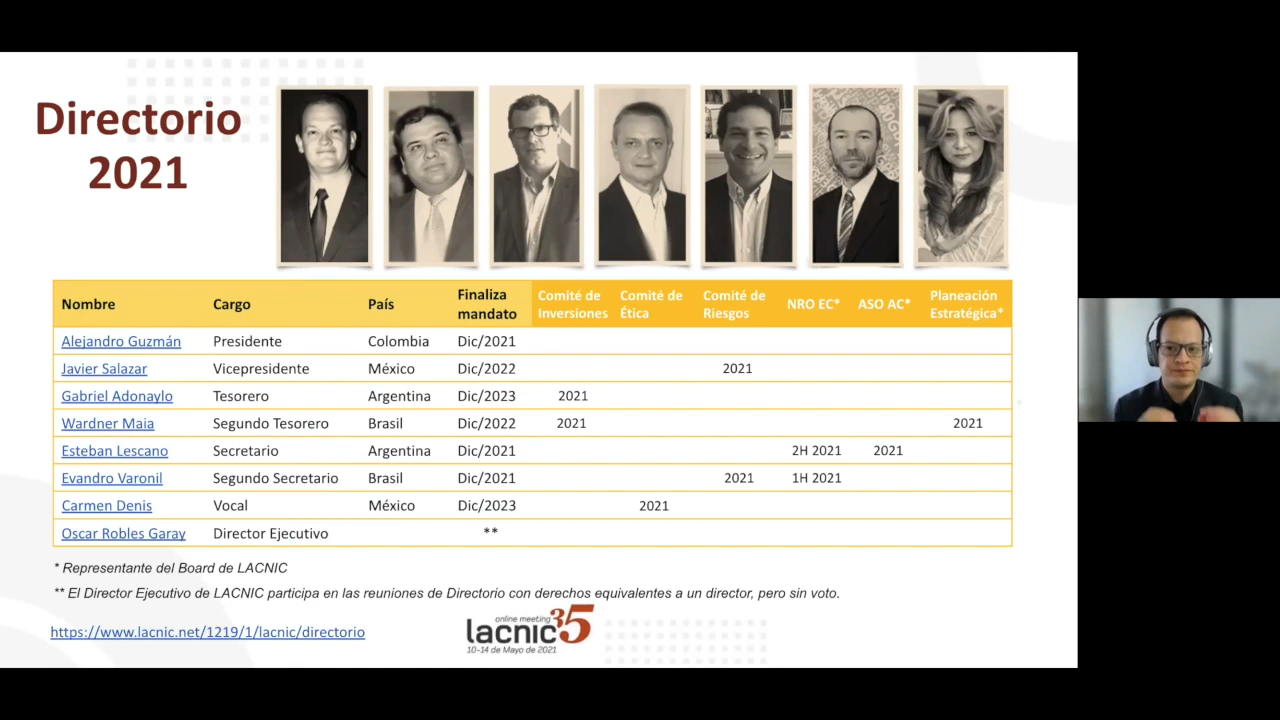 Directorio
2021
Nombre Cargo País Finaliza mandato Comité de Inversiones Comité de Ética Comité de Riesgos NRO EC* ASO AC* Planeación Estratégica*
Alejandro Guzmán Presidente Colombia Dic/2021
Javier Salazar Vicepresidente México Dic/2022 2021
Gabriel Adonaylo Tesorero Argentina Dic/2023 2021
Wardner Maia Segundo Tesorero Brasil Dic/2022 2021 2021
Esteban Lescano Secretario Argentina Dic/2021 2H 2021 2021
Evandro Varonil Segundo Secretario Brasil Dic/2021 2021 1H 2021
Carmen Denis Vocal México Dic/2023 2021
Oscar Robles Garay Director Ejecutivo **
* Representante del Board de LACNIC
** El Director Ejecutivo de LACNIC participa en las reuniones de Directorio con derechos equivalentes a un director, pero sin voto.
https://www.lacnic.net/1219/1/lacnic/directorio
online meeting
lacnic35
10-14 de Mayo de 2021